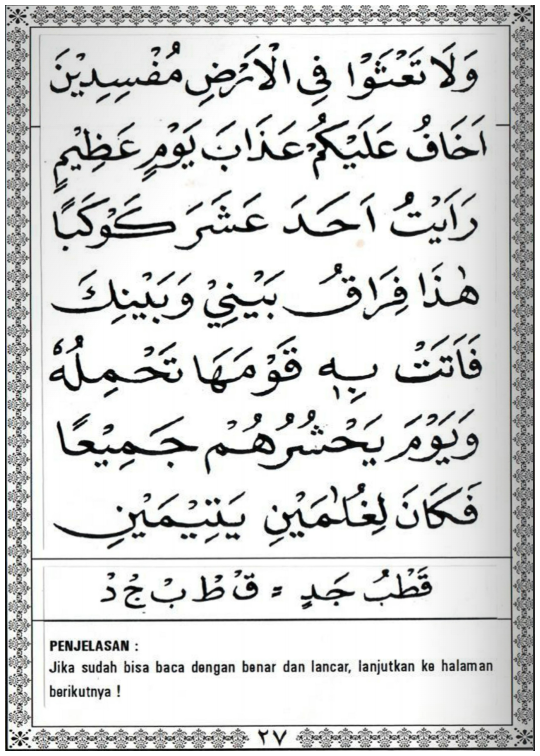 وَلَا تَعْثَوْا فِي الْاَرْضِ مُفْسِدِيْنَ
اَخَافُ عَلَيْكُمْ عَذَابَ يَوْمٍ عَظِيْمٍ
رَاَيْتُ اَحَدَ عَشَرَ كَوْكَبًا
هٰذَا فِرَاقُ بَيْنِيْ وَبَيْنِكَ
فَاَتَتْ بِهٖ قَوْمَهَا تَحْمِلُهٗ
وَيَوْمَ يَحْشُرُهُمْ جَمِيْعًا
فَكَانَ لِغُلٰمَيْنِ يَتِيْمَيْنِ
قَطْبُ جَدٍ = قْ طْ بْ جْ دْ
PENJELASAN :
Jika sudah bisa baca dengan benar dan lancar, lanjutkan ke halaman
berikutnya !
٢٧